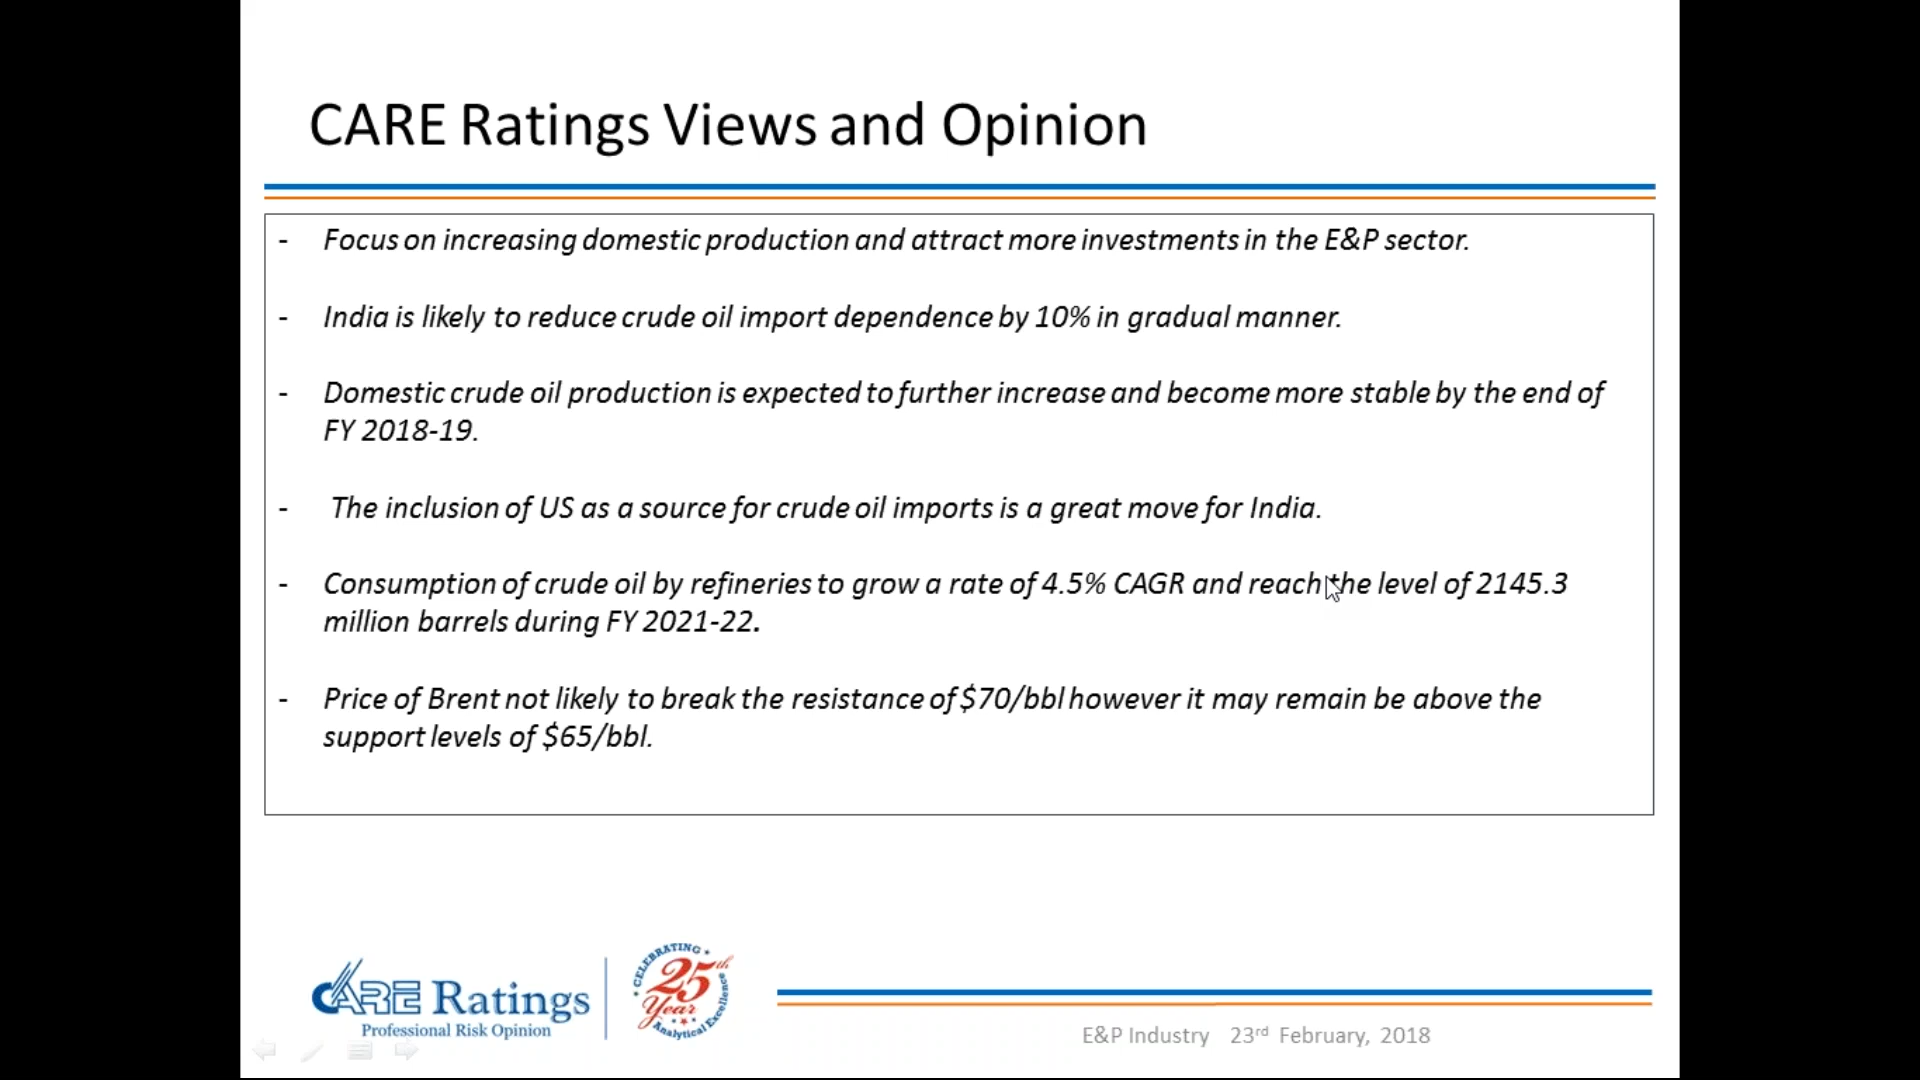 CARE Ratings Views and Opinion
- Focus on increasing domestic production and attract more investments in the E&P sector.
- India is likely to reduce crude oil import dependence by 10% in gradual manner.
- Domestic crude oil production is expected to further increase and become more stable by the end of
FY 2018-19.
- The inclusion of US as a source for crude oil imports is a great move for India.
- Consumption of crude oil by refineries to grow a rate of 4.5% CAGR and reach the level of 2145.3
million barrels during FY 2021-22.
- Price of Brent not likely to break the resistance of $70/bbl however it may remain be above the
support levels of $65/bbl.
CARE Ratings
Professional Risk Opinion
CELEBRATING
25th
Year
Analytical Excellence
E&P Industry 23rd February, 2018